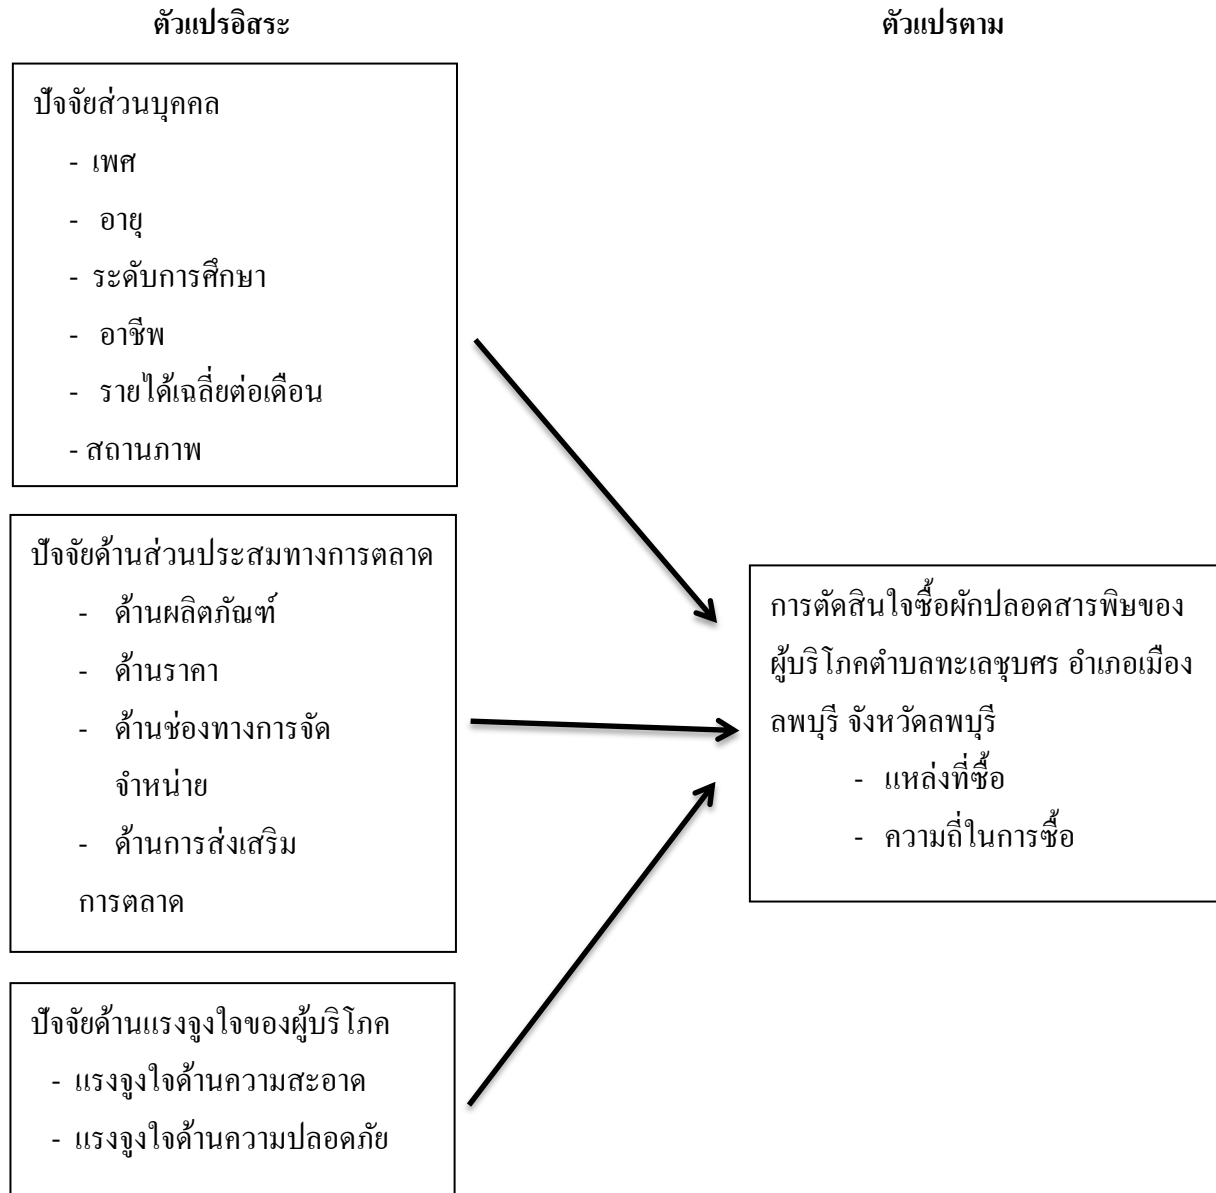 ตัวแปรอิสระ
ตัวแปรตาม
ปัจจัยส่วนบุคคล
- เพศ
- อายุ
- ระดับการศึกษา
- อาชีพ
- รายได้เฉลี่ยต่อเดือน
- สถานภาพ
ปัจจัยด้านส่วนประสมทางการตลาด
- ด้านผลิตภัณฑ์
- ด้านราคา
- ด้านช่องทางการจัด
จำหน่าย
- ด้านการส่งเสริม
การตลาด
ปัจจัยด้านแรงจูงใจของผู้บริโภค
- แรงจูงใจด้านความสะอาด
- แรงจูงใจด้านความปลอดภัย
การตัดสินใจซื้อผักปลอดสารพิษของ
ผู้บริโภคตำบลทะเลชุบศร อำเภอเมือง
ลพบุรี จังหวัดลพบุรี
- แหล่งที่ซื้อ
- ความถี่ในการซื้อ